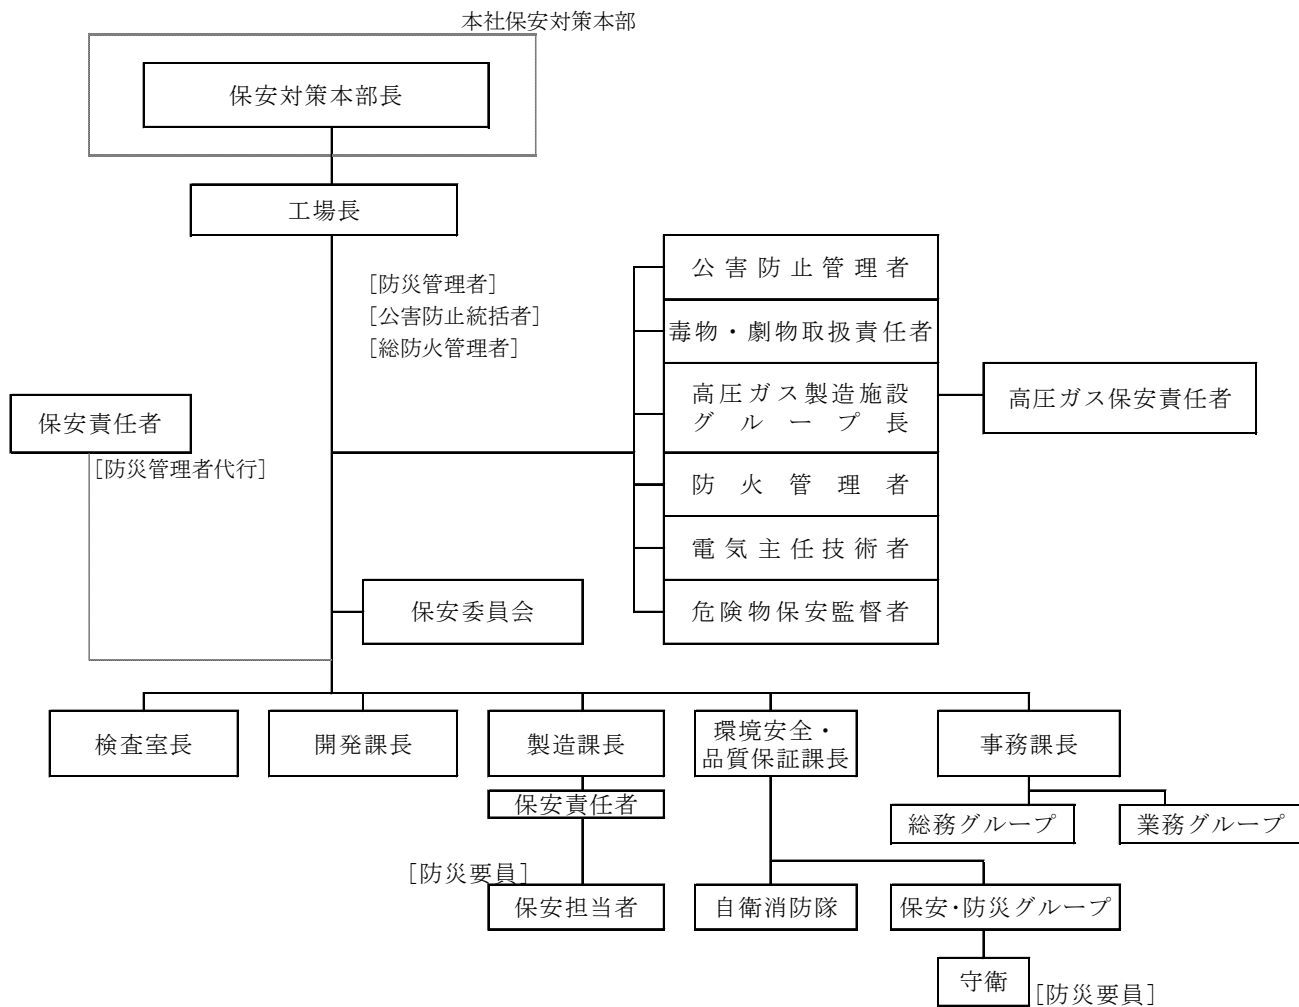 本社保安対策本部
保安対策本部長
工場長
[防災管理者]
[公害防止統括者]
[総防火管理者]
公害防止管理者
毒物・劇物取扱責任者
高圧ガス製造施設
グループ長
高圧ガス保安責任者
防火管理者
電気主任技術者
危険物保安監督者
保安責任者
[防災管理者代行]
保安委員会
検査室長
開発課長
製造課長
環境安全・
品質保証課長
事務課長
保安責任者
総務グループ
業務グループ
[防災要員]
保安担当者
自衛消防隊
保安・防災グループ
守衛
[防災要員]